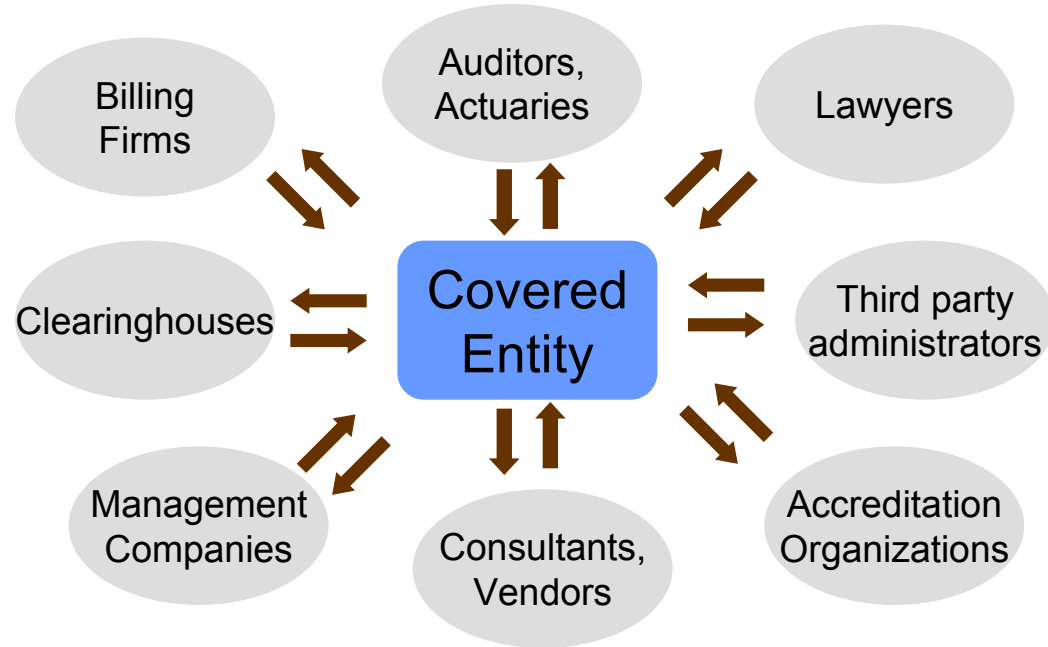 Billing
Firms
Auditors,
Actuaries
Lawyers
Clearinghouses
Covered
Entity
Third party
administrators
Management
Companies
Consultants,
Vendors
Accreditation
Organizations